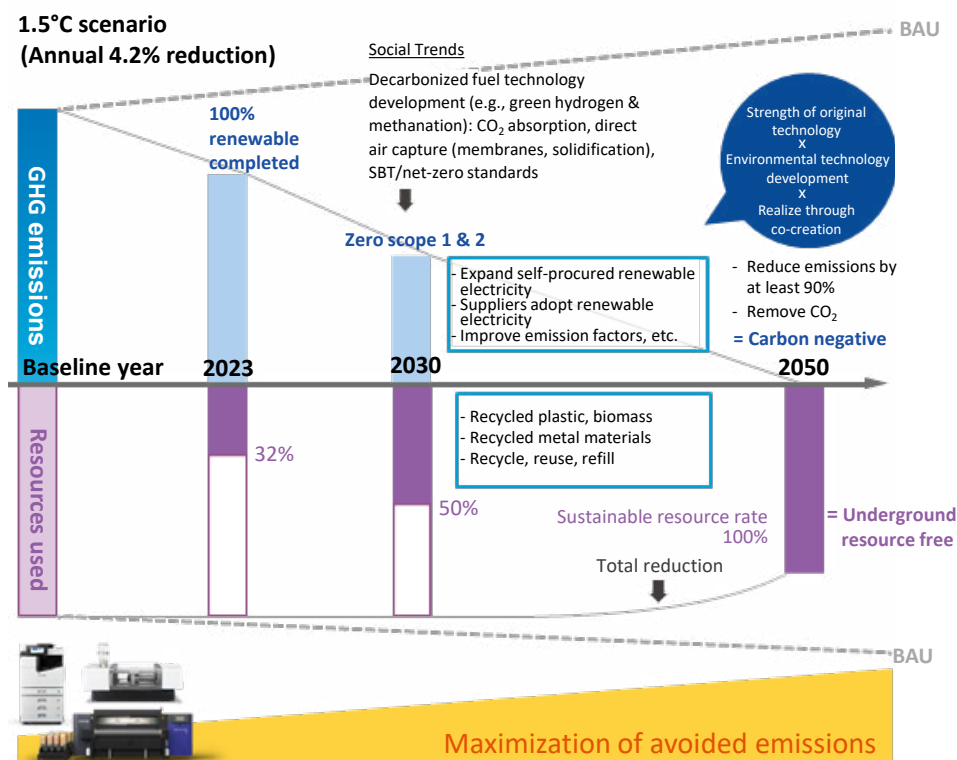 1.5°C scenario
(Annual 4.2% reduction)
BAU
Social Trends
Decarbonized fuel technology
development (e.g., green hydrogen &
methanation): CO₂ absorption, direct
air capture (membranes, solidification),
SBT/net-zero standards
100%
renewable
completed
Strength of original
technology
x
Environmental technology
development
x
Realize through
co-creation
GHG emissions
Zero scope 1 & 2
- Expand self-procured renewable
electricity
- Suppliers adopt renewable
electricity
- Improve emission factors, etc.
- Reduce emissions by
at least 90%
- Remove CO₂
= Carbon negative
Baseline year
2023
2030
2050
Resources used
32%
50%
- Recycled plastic, biomass
- Recycled metal materials
- Recycle, reuse, refill
Sustainable resource rate
100%
= Underground
resource free
Total reduction
BAU
Maximization of avoided emissions